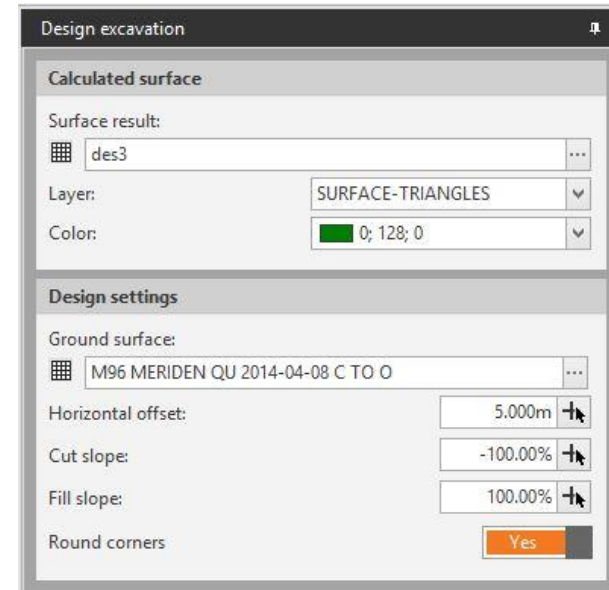 Design excavation
Calculated surface
Surface result:
des3 ...
Layer: SURFACE-TRIANGLES
Color: 0; 128; 0
Design settings
Ground surface:
M96 MERIDEN QU 2014-04-08 C TO O ...
Horizontal offset: 5.000m
Cut slope: -100.00%
Fill slope: 100.00%
Round corners Yes